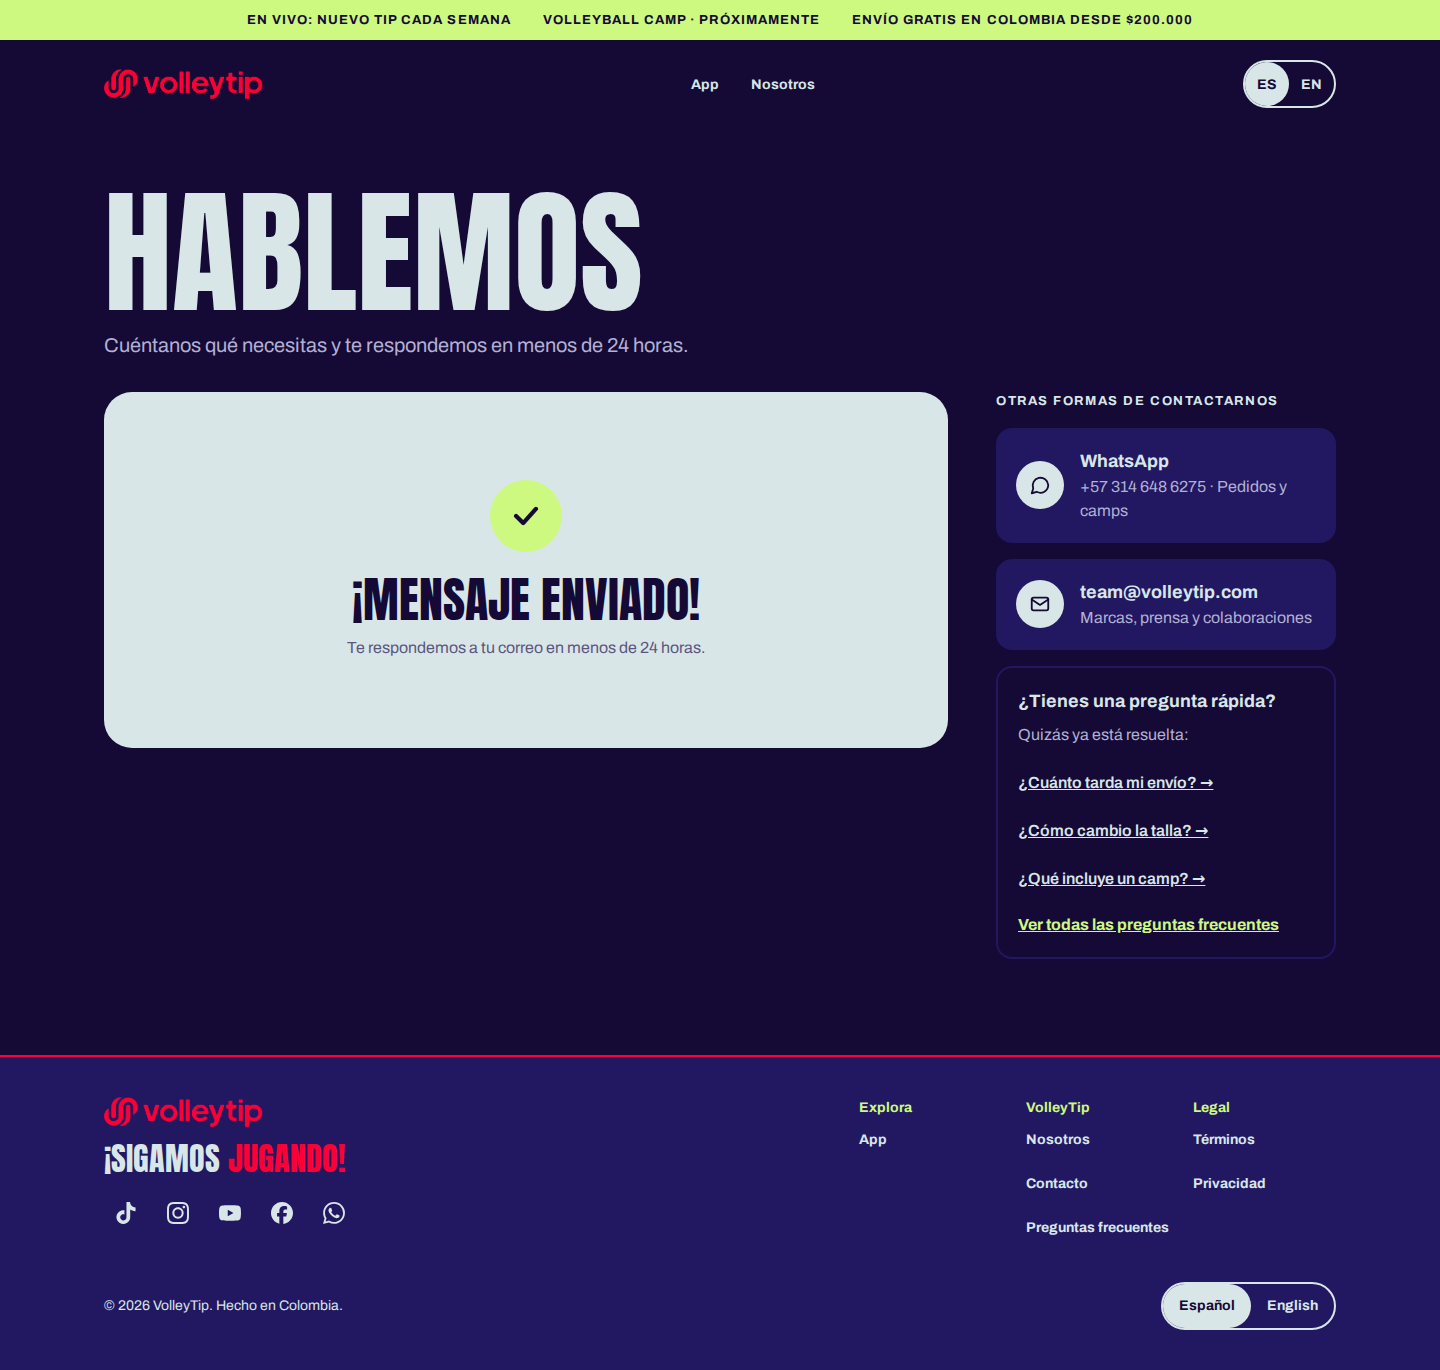 EN VIVO: NUEVO TIP CADA SEMANA
VOLLEYBALL CAMP · PRÓXIMAMENTE
ENVÍO GRATIS EN COLOMBIA DESDE $200.000
volleytip
App
Nosotros
ES
EN
HABLEMOS
Cuéntanos qué necesitas y te respondemos en menos de 24 horas.
¡MENSAJE ENVIADO!
Te respondemos a tu correo en menos de 24 horas.
OTRAS FORMAS DE CONTACTARNOS
WhatsApp
+57 314 648 6275 · Pedidos y
camps
team@volleytip.com
Marcas, prensa y colaboraciones
¿Tienes una pregunta rápida?
Quizás ya está resuelta:
¿Cuánto tarda mi envío? →
¿Cómo cambio la talla? →
¿Qué incluye un camp? →
Ver todas las preguntas frecuentes
volleytip
¡SIGAMOS JUGANDO!
Explora
App
VolleyTip
Nosotros
Contacto
Preguntas frecuentes
Legal
Términos
Privacidad
© 2026 VolleyTip. Hecho en Colombia.
Español
English